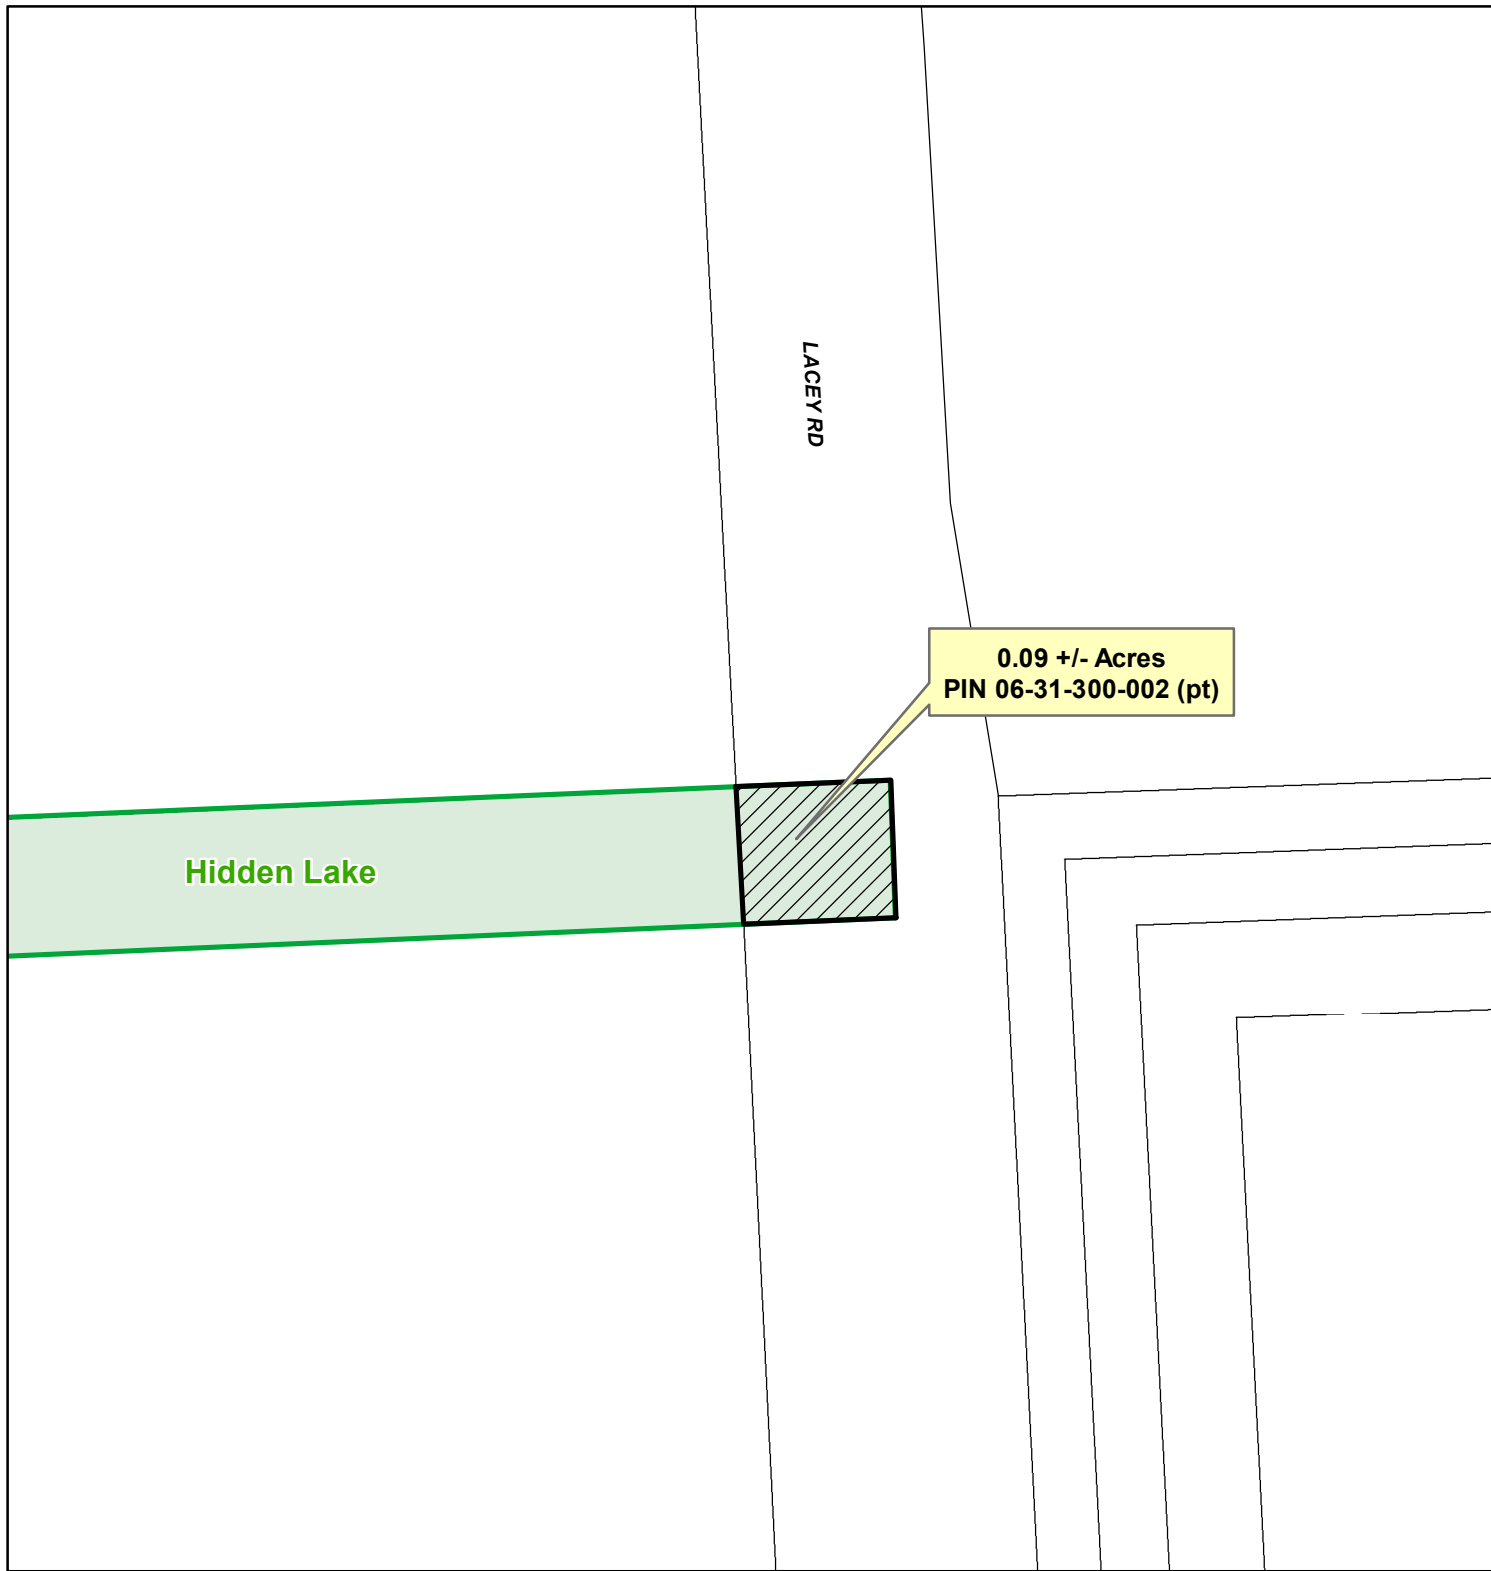 LACEY RD
0.09 +/- Acres
PIN 06-31-300-002 (pt)
Hidden Lake